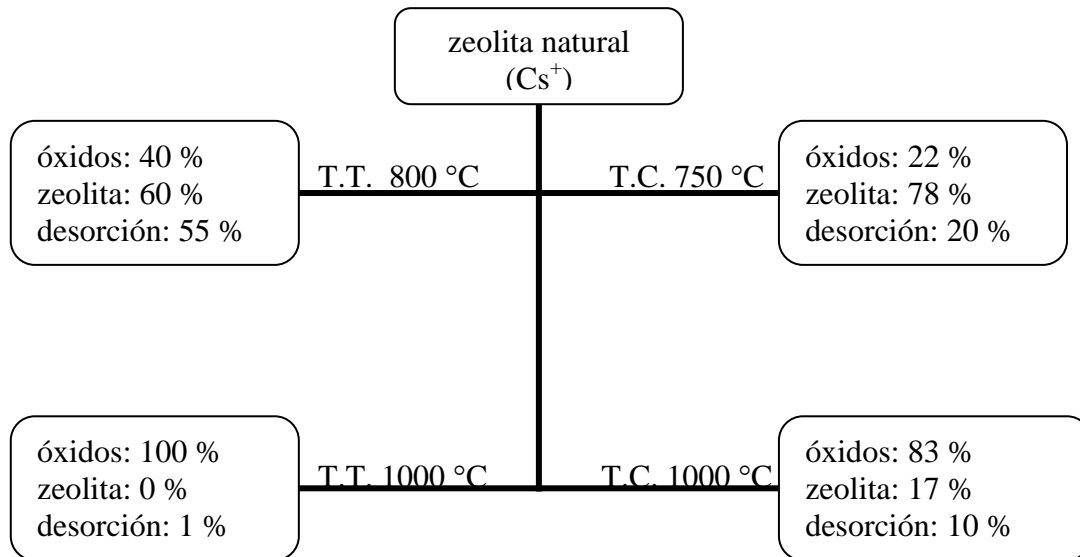 zeolita natural
(Cs+)
óxidos: 40 %
zeolita: 60 %
desorción: 55 %
T.T. 800 °C
T.C. 750 °C
óxidos: 22 %
zeolita: 78 %
desorción: 20 %
óxidos: 100 %
zeolita: 0 %
desorción: 1 %
T.T. 1000 °C
T.C. 1000 °C
óxidos: 83 %
zeolita: 17 %
desorción: 10 %